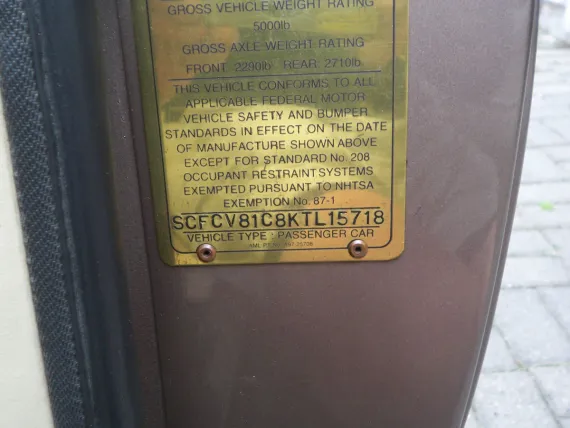 GROSS VEHICLE WEIGHT RATING
5000lb
GROSS AXLE WEIGHT RATING
FRONT: 2290lb REAR: 2710lb
THIS VEHICLE CONFORMS TO ALL
APPLICABLE FEDERAL MOTOR
VEHICLE SAFETY AND BUMPER
STANDARDS IN EFFECT ON THE DATE
OF MANUFACTURE SHOWN ABOVE
EXCEPT FOR STANDARD No. 208
OCCUPANT RESTRAINT SYSTEMS
EXEMPTED PURSUANT TO NHTSA
EXEMPTION No. 87-1
SCFCV81C8KTL15718
VEHICLE TYPE : PASSENGER CAR